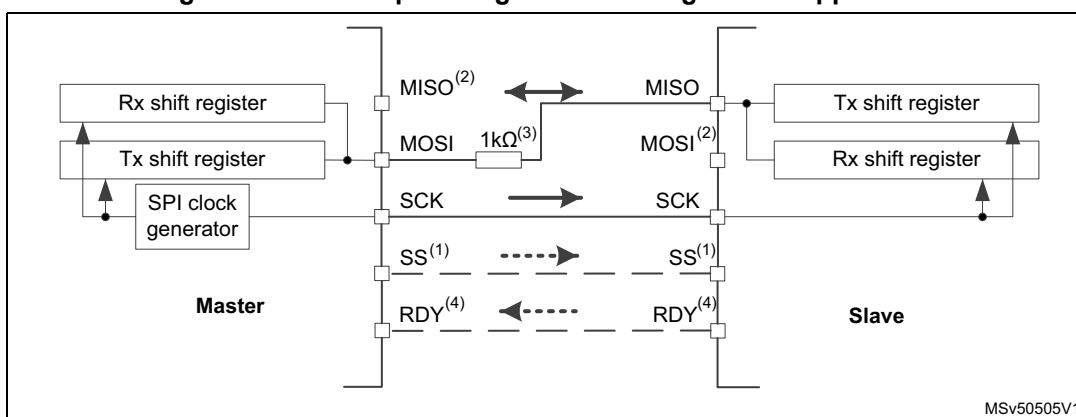 MISO(2)
MISO
Rx shift register
Tx shift register
MOSI
1kΩ(3)
MOSI(2)
Tx shift register
Rx shift register
SPI clock
generator
SCK
SCK
SS(1)
SS(1)
Master
RDY(4)
RDY(4)
Slave
MSv50505V1